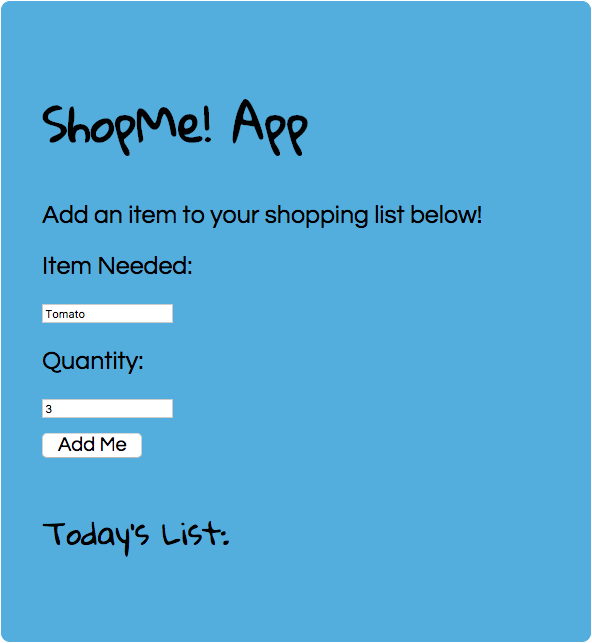 ShopMe! App
Add an item to your shopping list below!
Item Needed:
Tomato
Quantity:
3
Add Me
Today's List: